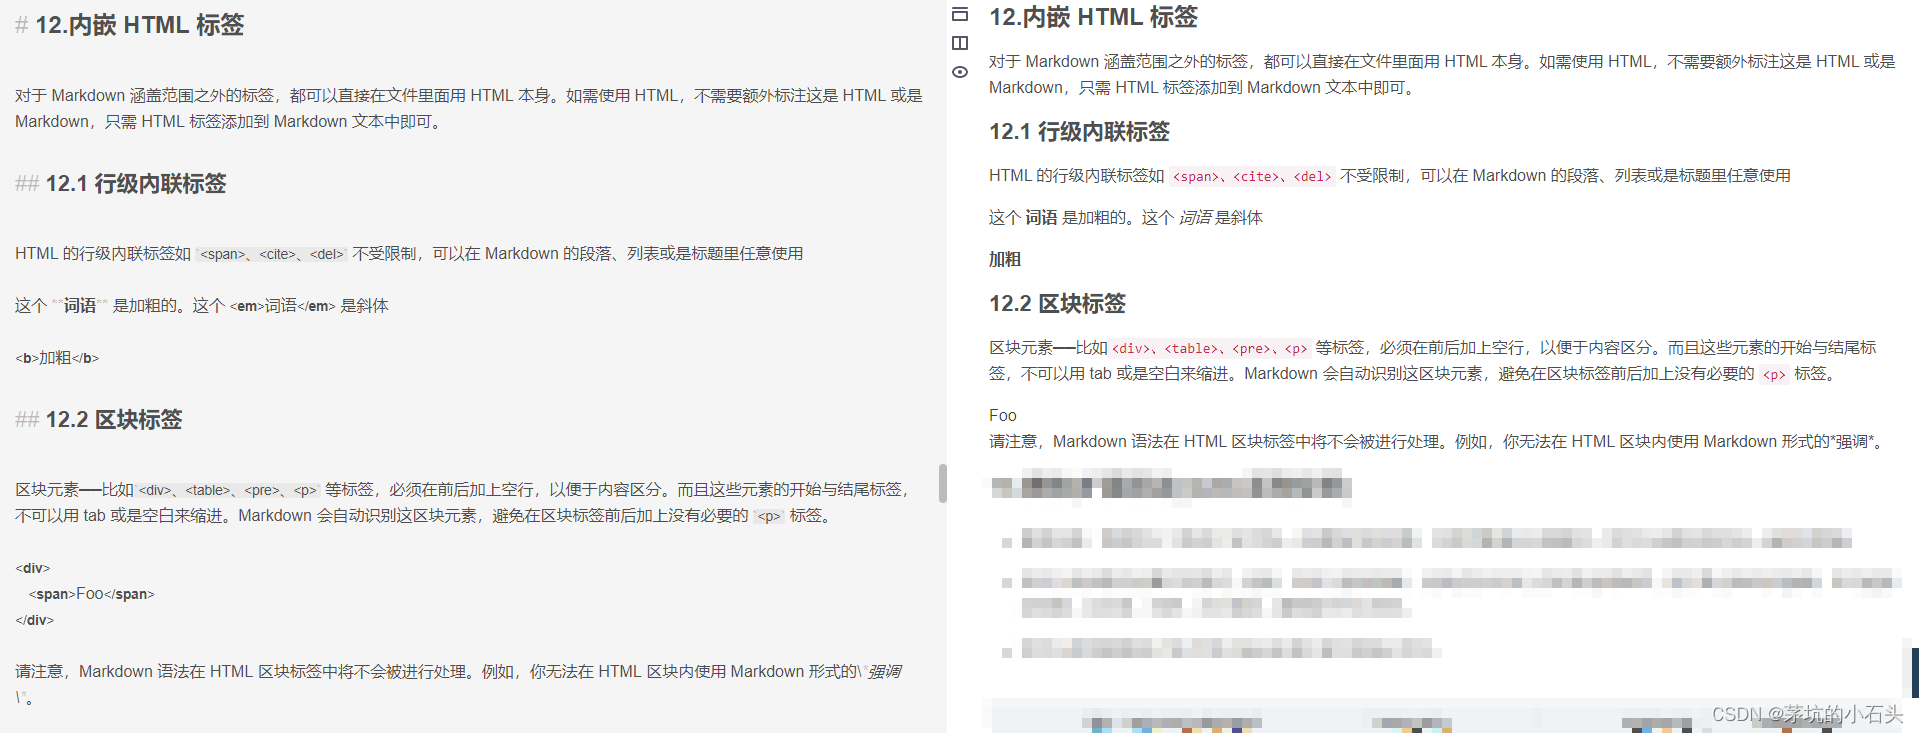 # 12.内嵌 HTML 标签
对于 Markdown 涵盖范围之外的标签，都可以直接在文件里面用 HTML 本身。如需使用 HTML，不需要额外标注这是 HTML 或是
Markdown，只需 HTML 标签添加到 Markdown 文本中即可。
## 12.1 行级内联标签
HTML 的行级内联标签如 `<span>、<cite>、<del>` 不受限制，可以在 Markdown 的段落、列表或是标题里任意使用
这个 **词语** 是加粗的。这个 <em>词语</em> 是斜体
<b>加粗</b>
## 12.2 区块标签
区块元素──比如`<div>、<table>、<pre>、<p>` 等标签，必须在前后加上空行，以便于内容区分。而且这些元素的开始与结尾标签，
不可以用 tab 或是空白来缩进。Markdown 会自动识别这区块元素，避免在区块标签前后加上没有必要的 `<p>` 标签。
<div>
<span>Foo</span>
</div>
请注意，Markdown 语法在 HTML 区块标签中将不会被进行处理。例如，你无法在 HTML 区块内使用 Markdown 形式的\*强调
\*。
12.内嵌 HTML 标签
对于 Markdown 涵盖范围之外的标签，都可以直接在文件里面用 HTML 本身。如需使用 HTML，不需要额外标注这是 HTML 或是
Markdown，只需 HTML 标签添加到 Markdown 文本中即可。
12.1 行级内联标签
HTML 的行级内联标签如 <span>、<cite>、<del> 不受限制，可以在 Markdown 的段落、列表或是标题里任意使用
这个 词语 是加粗的。这个 词语 是斜体
加粗
12.2 区块标签
区块元素──比如 <div>、<table>、<pre>、<p> 等标签，必须在前后加上空行，以便于内容区分。而且这些元素的开始与结尾标
签，不可以用 tab 或是空白来缩进。Markdown 会自动识别这区块元素，避免在区块标签前后加上没有必要的 <p> 标签。
Foo
请注意，Markdown 语法在 HTML 区块标签中将不会被进行处理。例如，你无法在 HTML 区块内使用 Markdown 形式的*强调*。
CSDN @茅坑的小石头